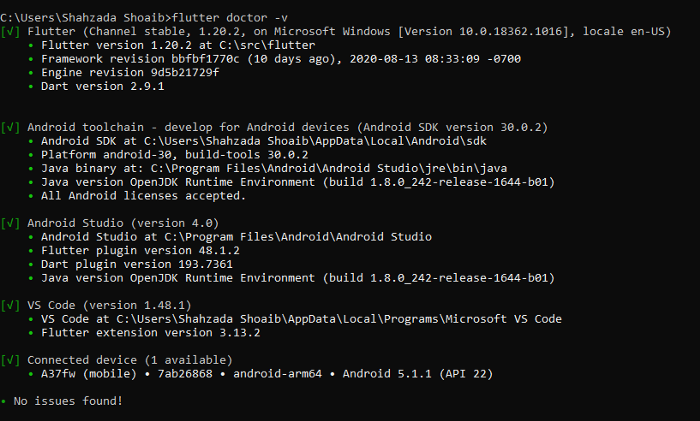 C:\Users\Shahzada Shoaib>flutter doctor -v
[√] Flutter (Channel stable, 1.20.2, on Microsoft Windows [Version 10.0.18362.1016], locale en-US)
• Flutter version 1.20.2 at C:\src\flutter
• Framework revision bbfbf1770c (10 days ago), 2020-08-13 08:33:09 -0700
• Engine revision 9d5b21729f
• Dart version 2.9.1
[√] Android toolchain - develop for Android devices (Android SDK version 30.0.2)
• Android SDK at C:\Users\Shahzada Shoaib\AppData\Local\Android\sdk
• Platform android-30, build-tools 30.0.2
• Java binary at: C:\Program Files\Android\Android Studio\jre\bin\java
• Java version OpenJDK Runtime Environment (build 1.8.0_242-release-1644-b01)
• All Android licenses accepted.
[√] Android Studio (version 4.0)
• Android Studio at C:\Program Files\Android\Android Studio
• Flutter plugin version 48.1.2
• Dart plugin version 193.7361
• Java version OpenJDK Runtime Environment (build 1.8.0_242-release-1644-b01)
[√] VS Code (version 1.48.1)
• VS Code at C:\Users\Shahzada Shoaib\AppData\Local\Programs\Microsoft VS Code
• Flutter extension version 3.13.2
[√] Connected device (1 available)
• A37fw (mobile) • 7ab26868 • android-arm64 • Android 5.1.1 (API 22)
• No issues found!